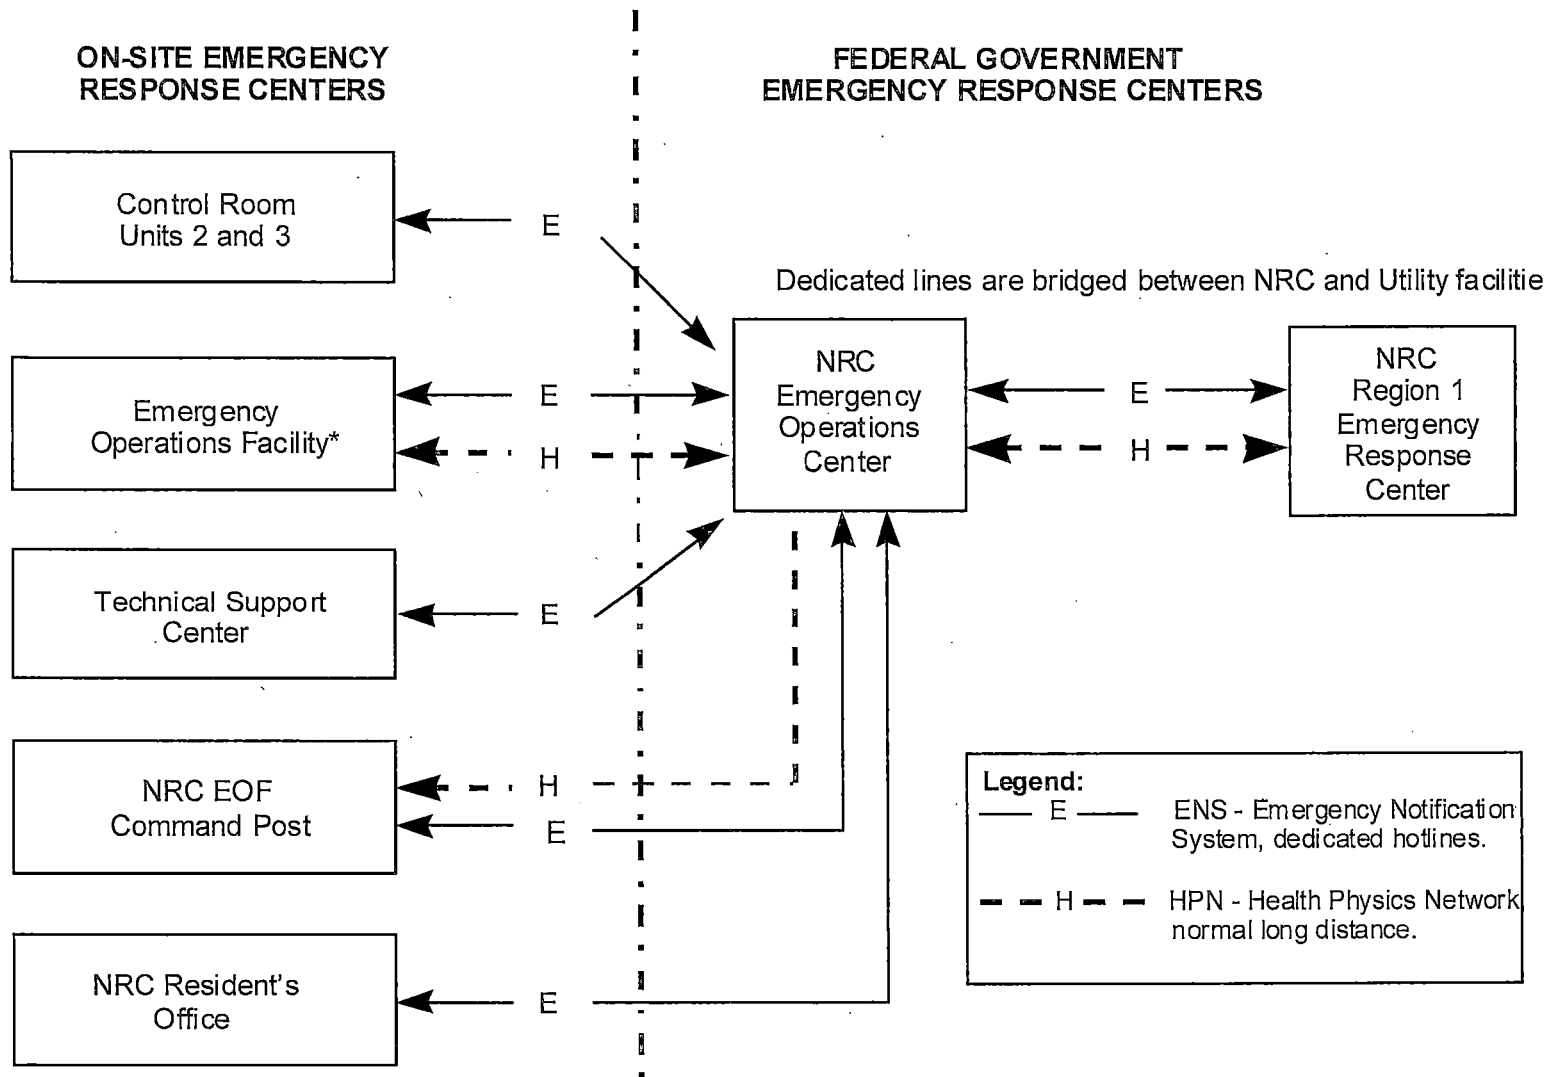 ON-SITE EMERGENCY
RESPONSE CENTERS
FEDERAL GOVERNMENT
EMERGENCY RESPONSE CENTERS
Control Room
Units 2 and 3
E
Dedicated lines are bridged between NRC and Utility facilitie
Emergency
Operations Facility*
E
H
NRC
Emergency
Operations
Center
E
H
NRC
Region 1
Emergency
Response
Center
Technical Support
Center
E
NRC EOF
Command Post
H
E
NRC Resident's
Office
E
Legend:
E ENS - Emergency Notification
System, dedicated hotlines.
H HPN - Health Physics Network
normal long distance.